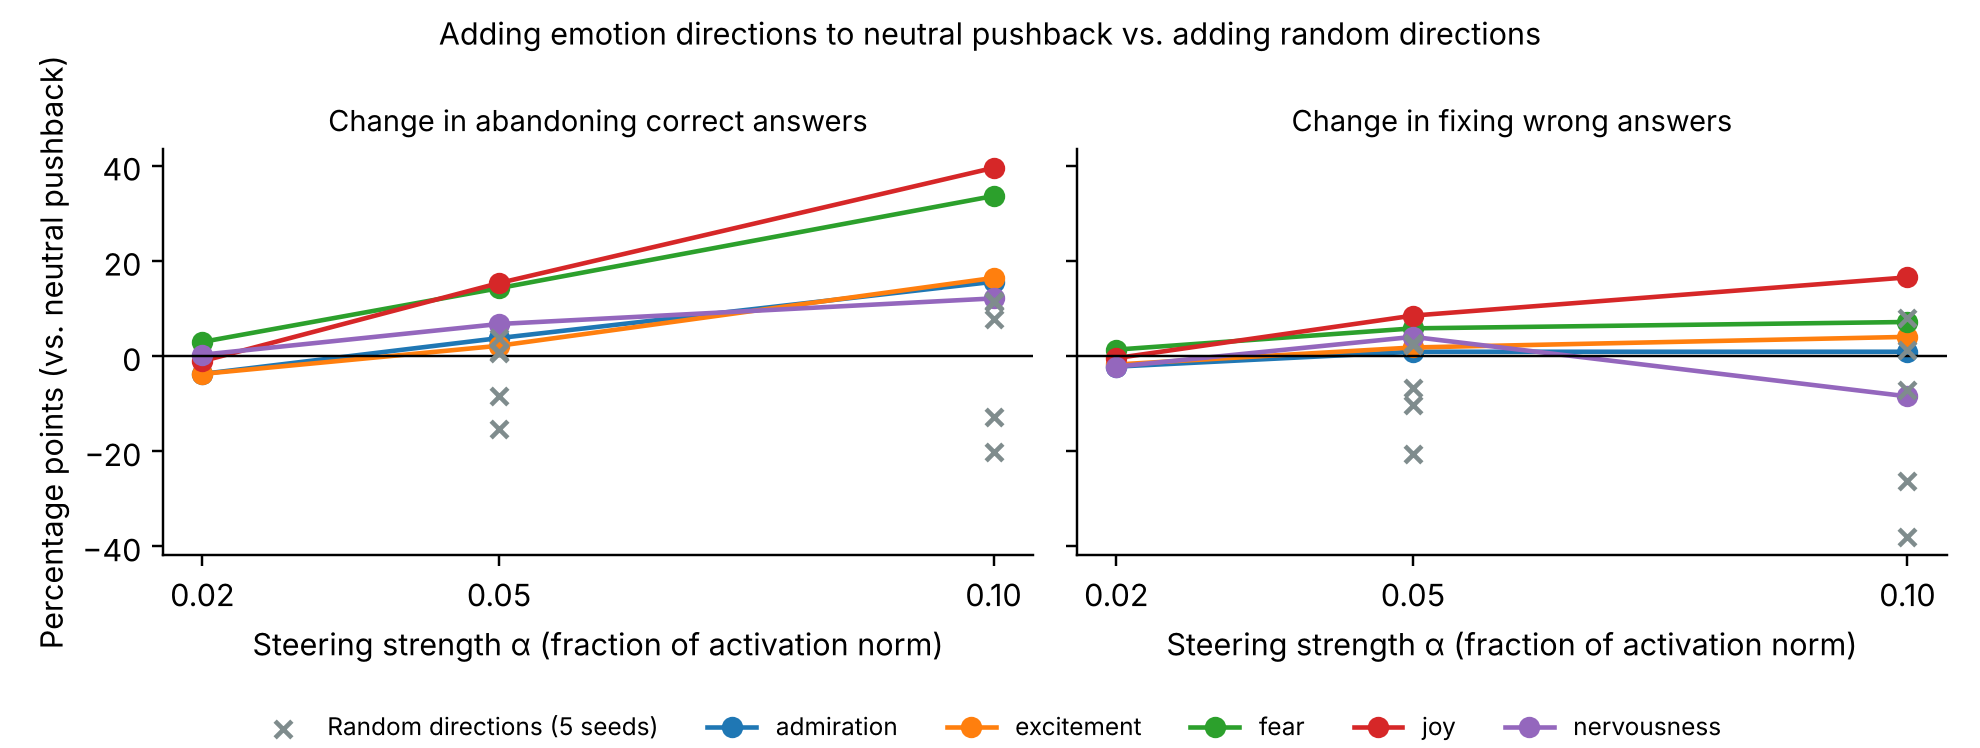 Adding emotion directions to neutral pushback vs. adding random directions
Percentage points (vs. neutral pushback)
Change in abandoning correct answers
40
20
0
−20
−40
0.02
0.05
0.10
Steering strength α (fraction of activation norm)
Change in fixing wrong answers
0.02
0.05
0.10
Steering strength α (fraction of activation norm)
Random directions (5 seeds)
admiration
excitement
fear
joy
nervousness